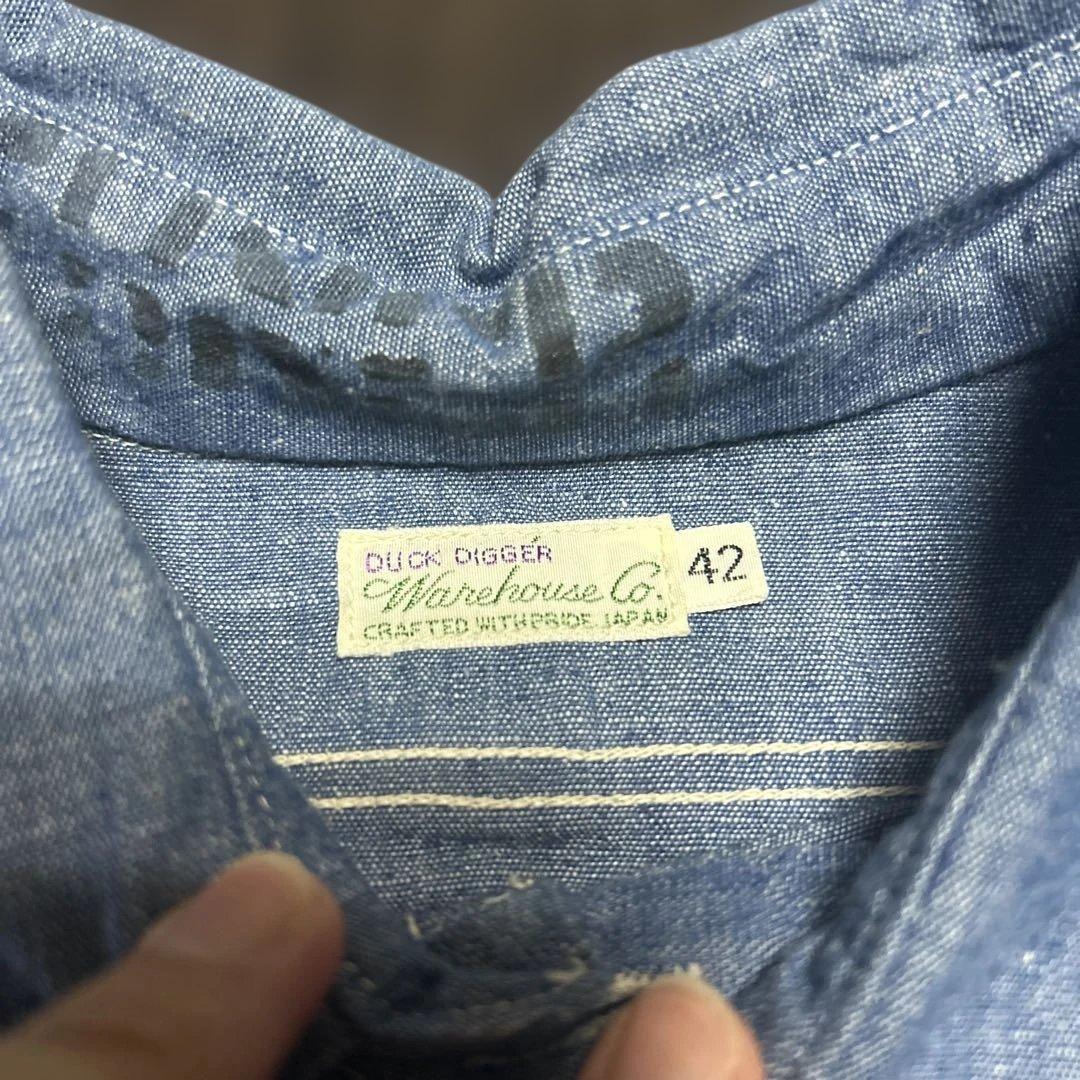 DUCK DIGGER
Warehouse Co.
CRAFTED WITH PRIDE JAPAN
42